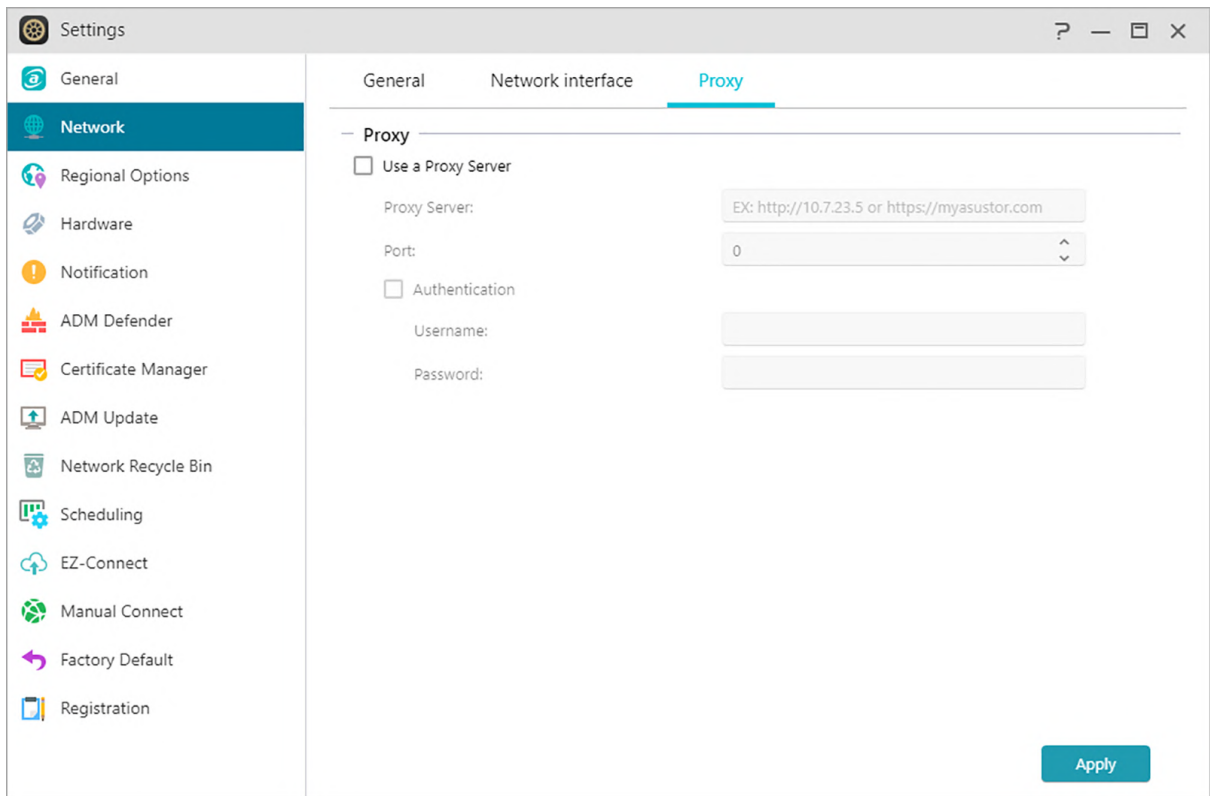 Settings
General
Network
Regional Options
Hardware
Notification
ADM Defender
Certificate Manager
ADM Update
Network Recycle Bin
Scheduling
EZ-Connect
Manual Connect
Factory Default
Registration
General Network interface Proxy
Proxy
Use a Proxy Server
Proxy Server: EX: http://10.7.23.5 or https://myasustor.com
Port: 0
Authentication
Username:
Password:
Apply